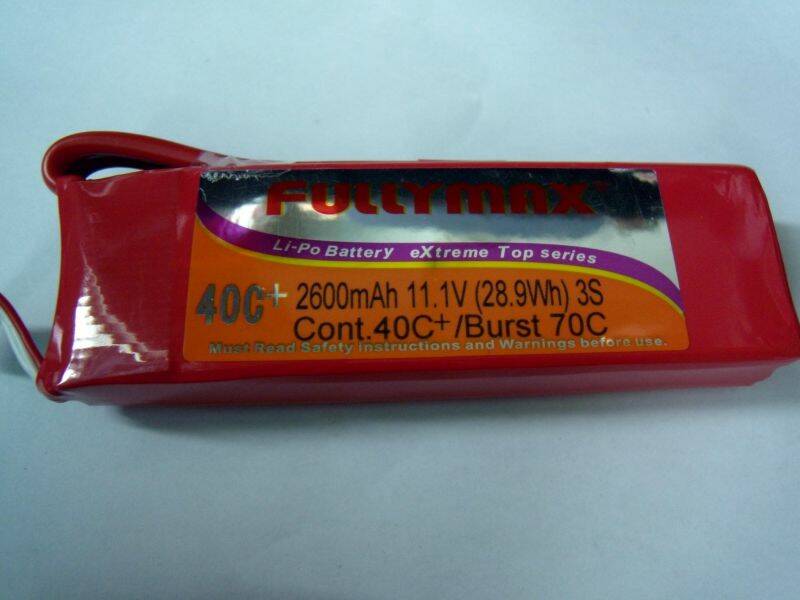 FULLYMAX
Li-Po Battery eXtreme Top series
40C+ 2600mAh 11.1V (28.9Wh) 3S
Cont.40C+/Burst 70C
Must Read Safety instructions and Warnings before use.